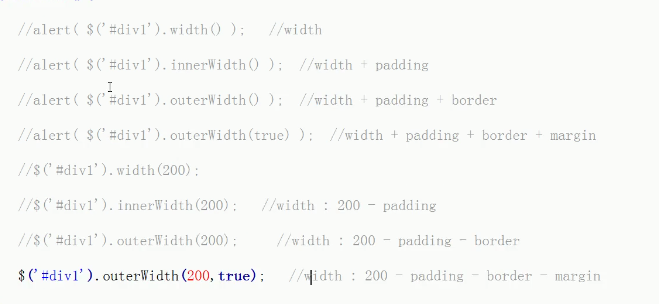 //alert( $('#div1').width() );   //width
//alert( $('#div1').innerWidth() );  //width + padding
//alert( $('#div1').outerWidth() );  //width + padding + border
//alert( $('#div1').outerWidth(true) );  //width + padding + border + margin
//$('#div1').width(200);
//$('#div1').innerWidth(200);   //width : 200 - padding
//$('#div1').outerWidth(200);     //width : 200 - padding - border
$('#div1').outerWidth(200,true);   //width : 200 - padding - border - margin